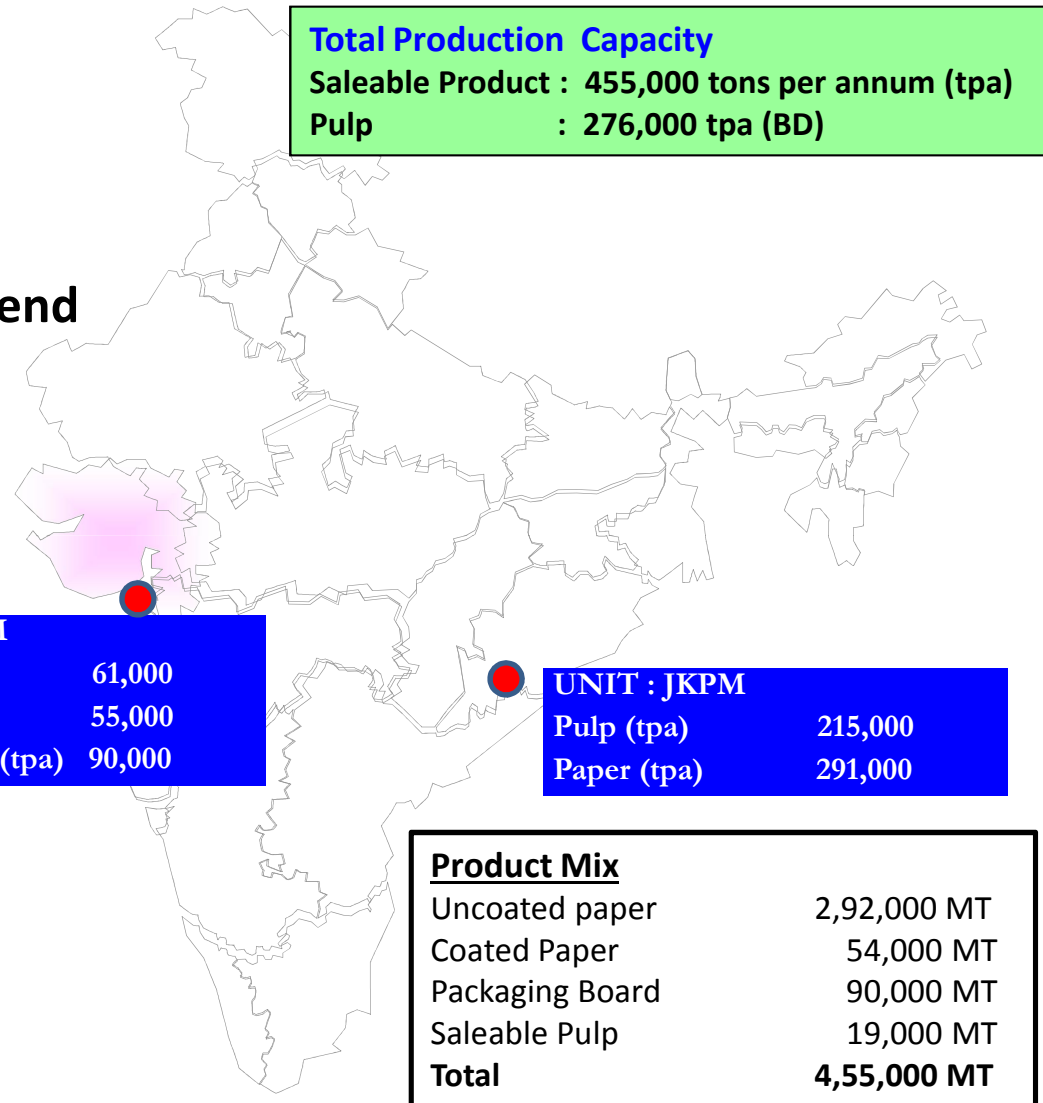 Total Production Capacity
Saleable Product : 455,000 tons per annum (tpa)
Pulp : 276,000 tpa (BD)
end
61,000
55,000
(tpa) 90,000
UNIT : JKPM
Pulp (tpa) 215,000
Paper (tpa) 291,000
Product Mix
Uncoated paper 2,92,000 MT
Coated Paper 54,000 MT
Packaging Board 90,000 MT
Saleable Pulp 19,000 MT
Total 4,55,000 MT